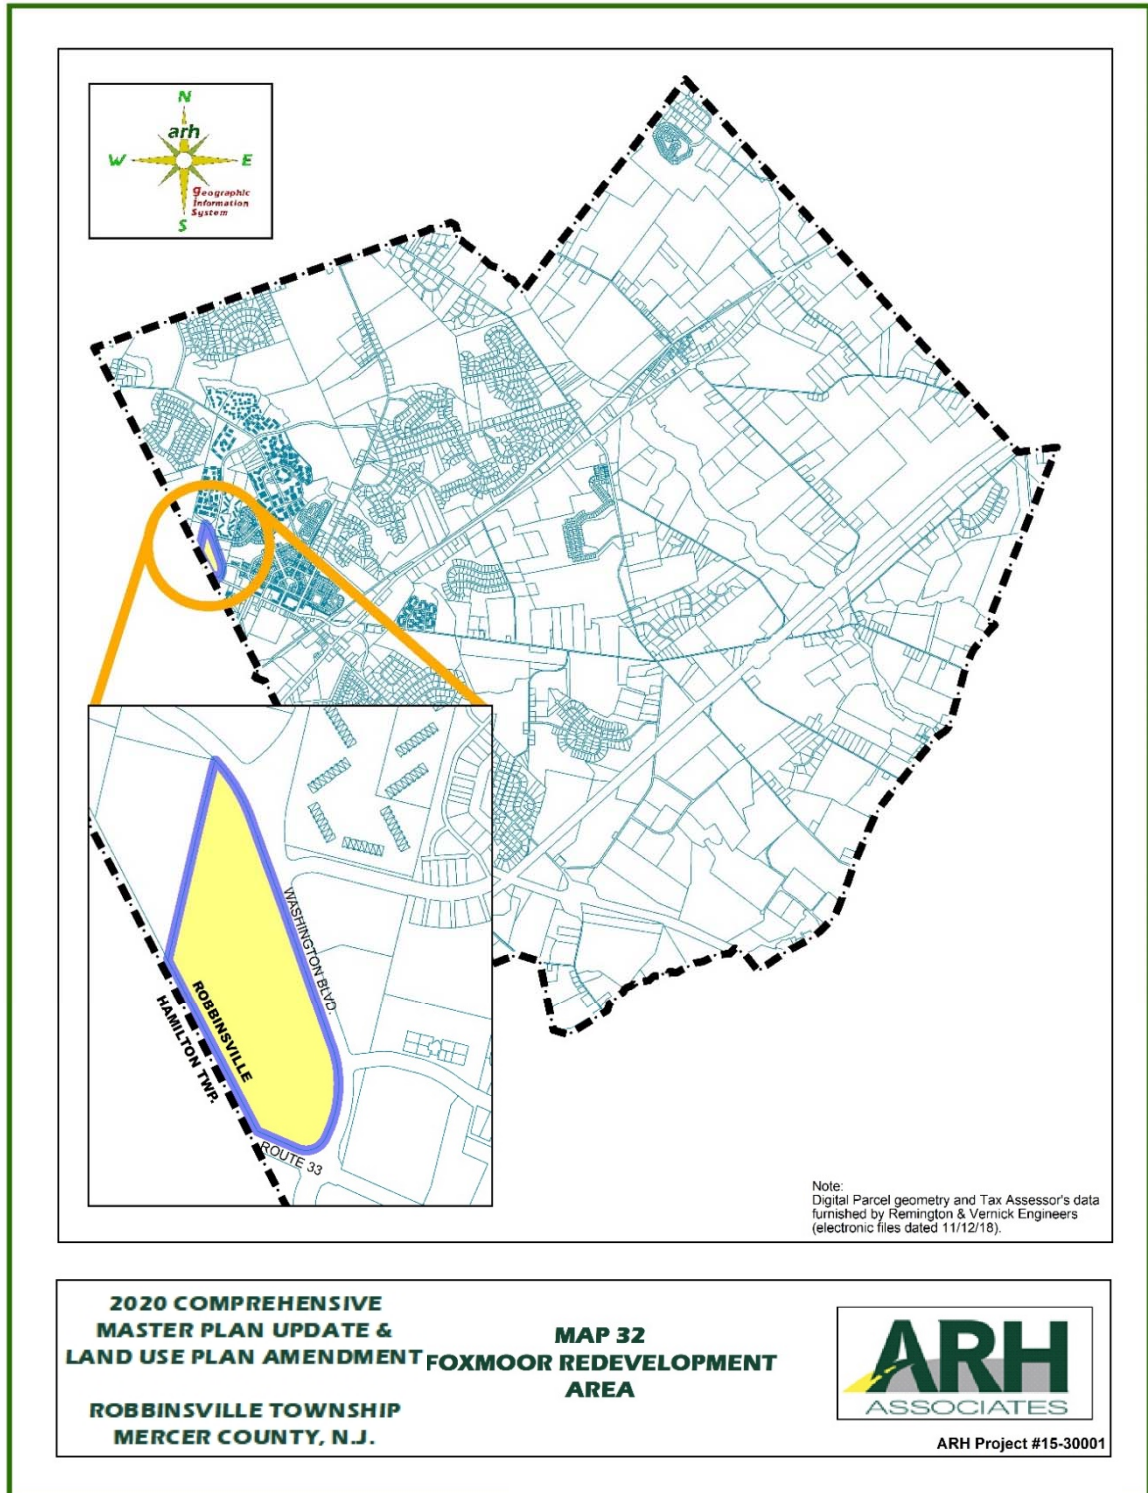 N
arh
W
E
geographic
Information
System
S
WASHINGTON BLVD.
ROBBINSVILLE
HAMILTON TWP.
ROUTE 33
Note:
Digital Parcel geometry and Tax Assessor's data
furnished by Remington & Vernick Engineers
(electronic files dated 11/12/18).
2020 COMPREHENSIVE
MASTER PLAN UPDATE &
LAND USE PLAN AMENDMENT
ROBBINSVILLE TOWNSHIP
MERCER COUNTY, N.J.
MAP 32
FOXMOOR REDEVELOPMENT
AREA
ARH
ASSOCIATES
ARH Project #15-30001